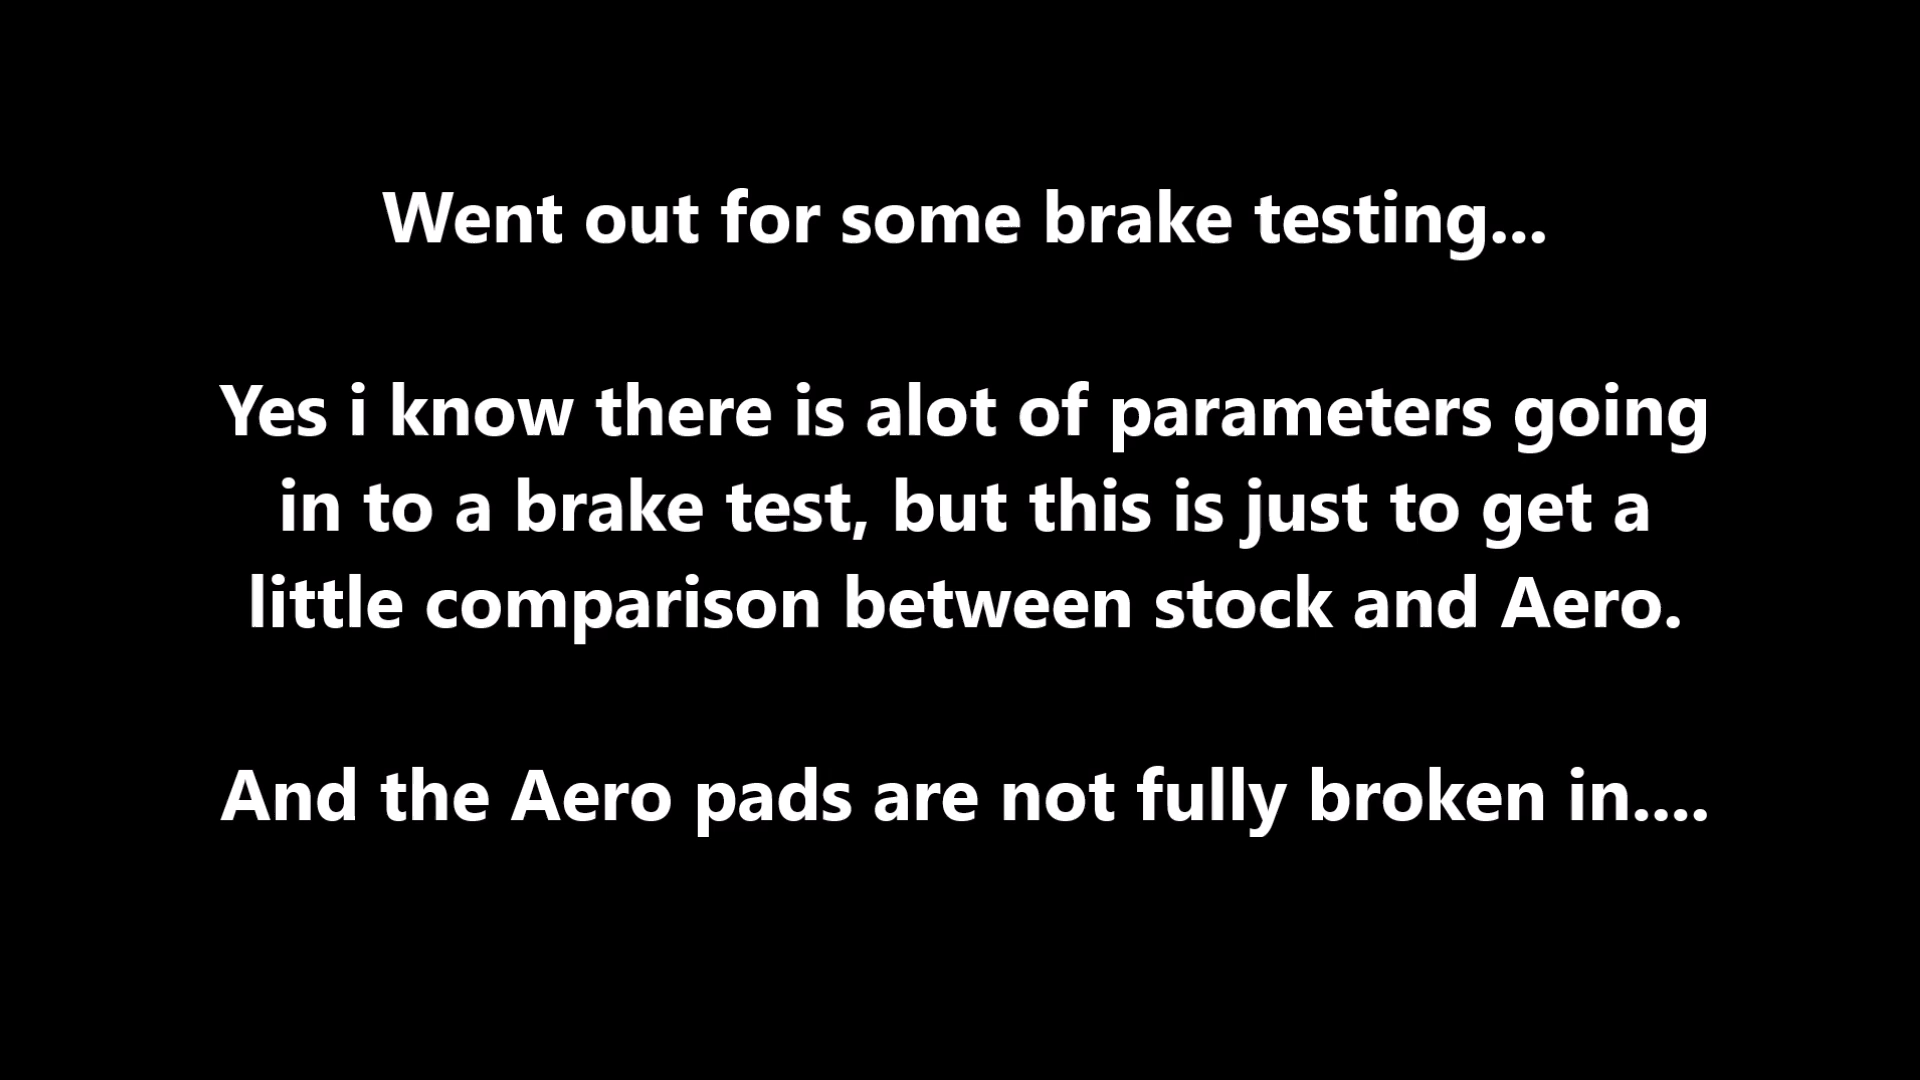 Went out for some brake testing...
Yes i know there is alot of parameters going
in to a brake test, but this is just to get a
little comparison between stock and Aero.
And the Aero pads are not fully broken in....